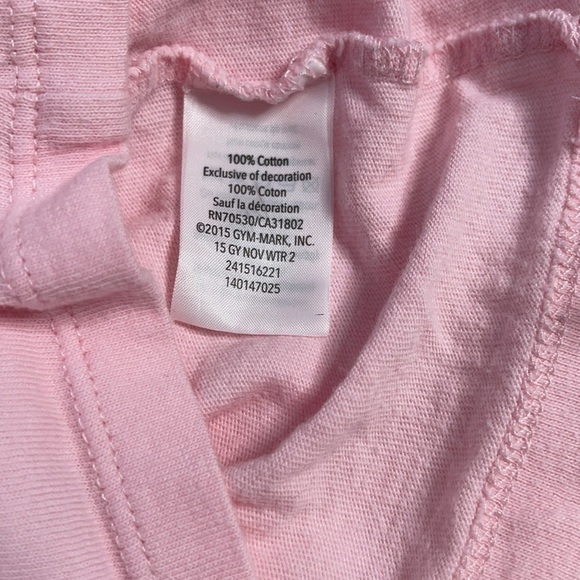 100% Cotton
Exclusive of decoration
100% Coton
Sauf la décoration
RN70530/CA31802
©2015 GYM-MARK, INC.
15 GY NOV WTR 2
241516221
140147025